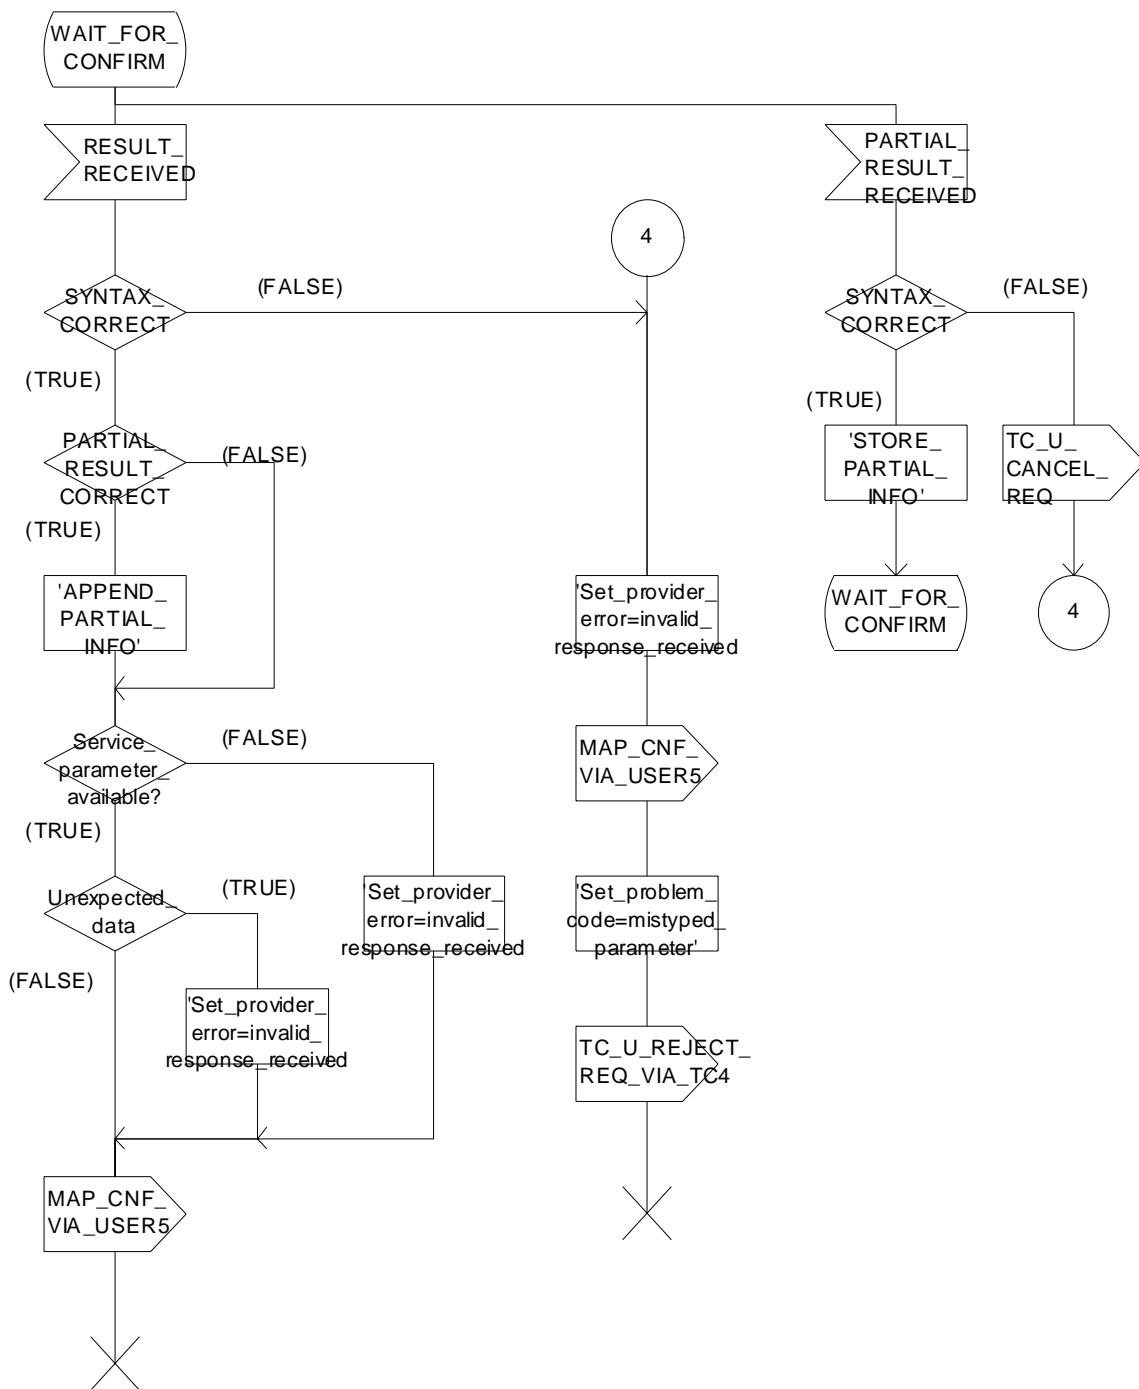 WAIT_FOR_
CONFIRM
RESULT_
RECEIVED
PARTIAL_
RESULT_
RECEIVED
4
SYNTAX_
CORRECT
(FALSE)
(TRUE)
SYNTAX_
CORRECT
(FALSE)
(TRUE)
PARTIAL_
RESULT_
CORRECT
(FALSE)
(TRUE)
'STORE_
PARTIAL_
INFO'
TC_U_
CANCEL_
REQ
'APPEND_
PARTIAL_
INFO'
'Set_provider_
error=invalid_
response_received
WAIT_FOR_
CONFIRM
4
Service_
parameter_
available?
(FALSE)
(TRUE)
MAP_CNF_
VIA_USER5
Unexpected_
data
(TRUE)
(FALSE)
'Set_provider_
error=invalid_
response_received
'Set_problem_
code=mistyped_
parameter'
'Set_provider_
error=invalid_
response_received
TC_U_REJECT_
REQ_VIA_TC4
MAP_CNF_
VIA_USER5